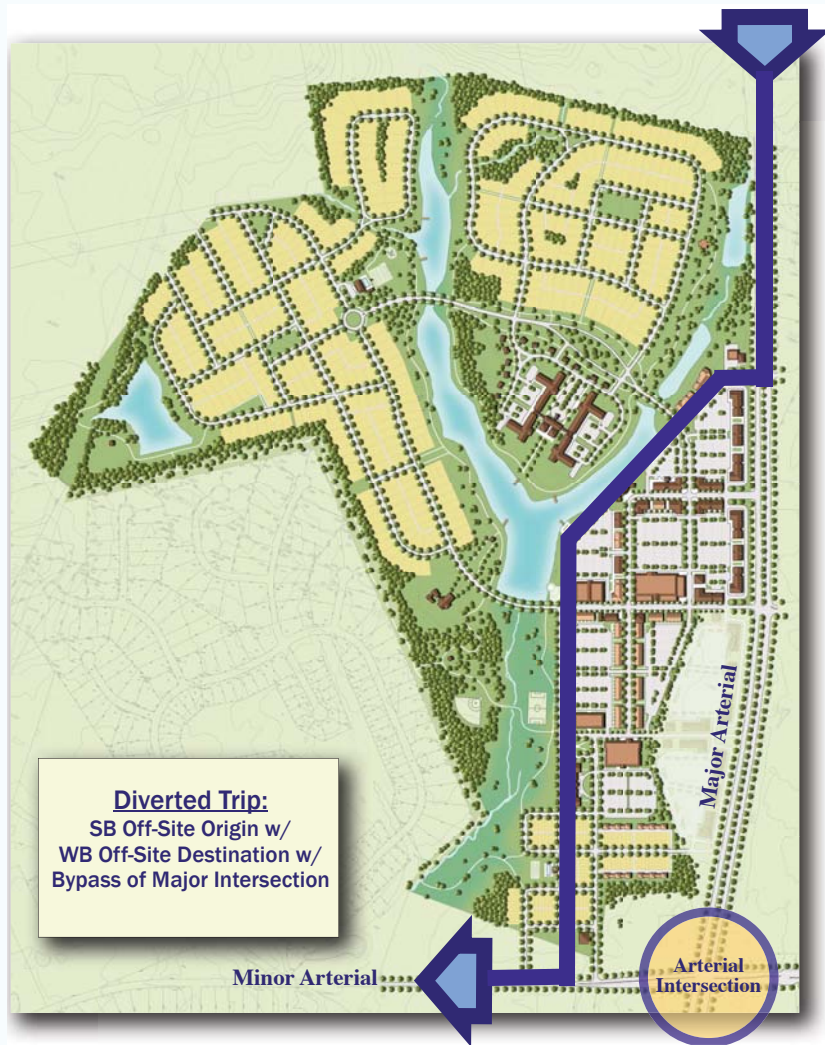 Major Arterial
Diverted Trip:
SB Off-Site Origin w/
WB Off-Site Destination w/
Bypass of Major Intersection
Minor Arterial
Arterial
Intersection